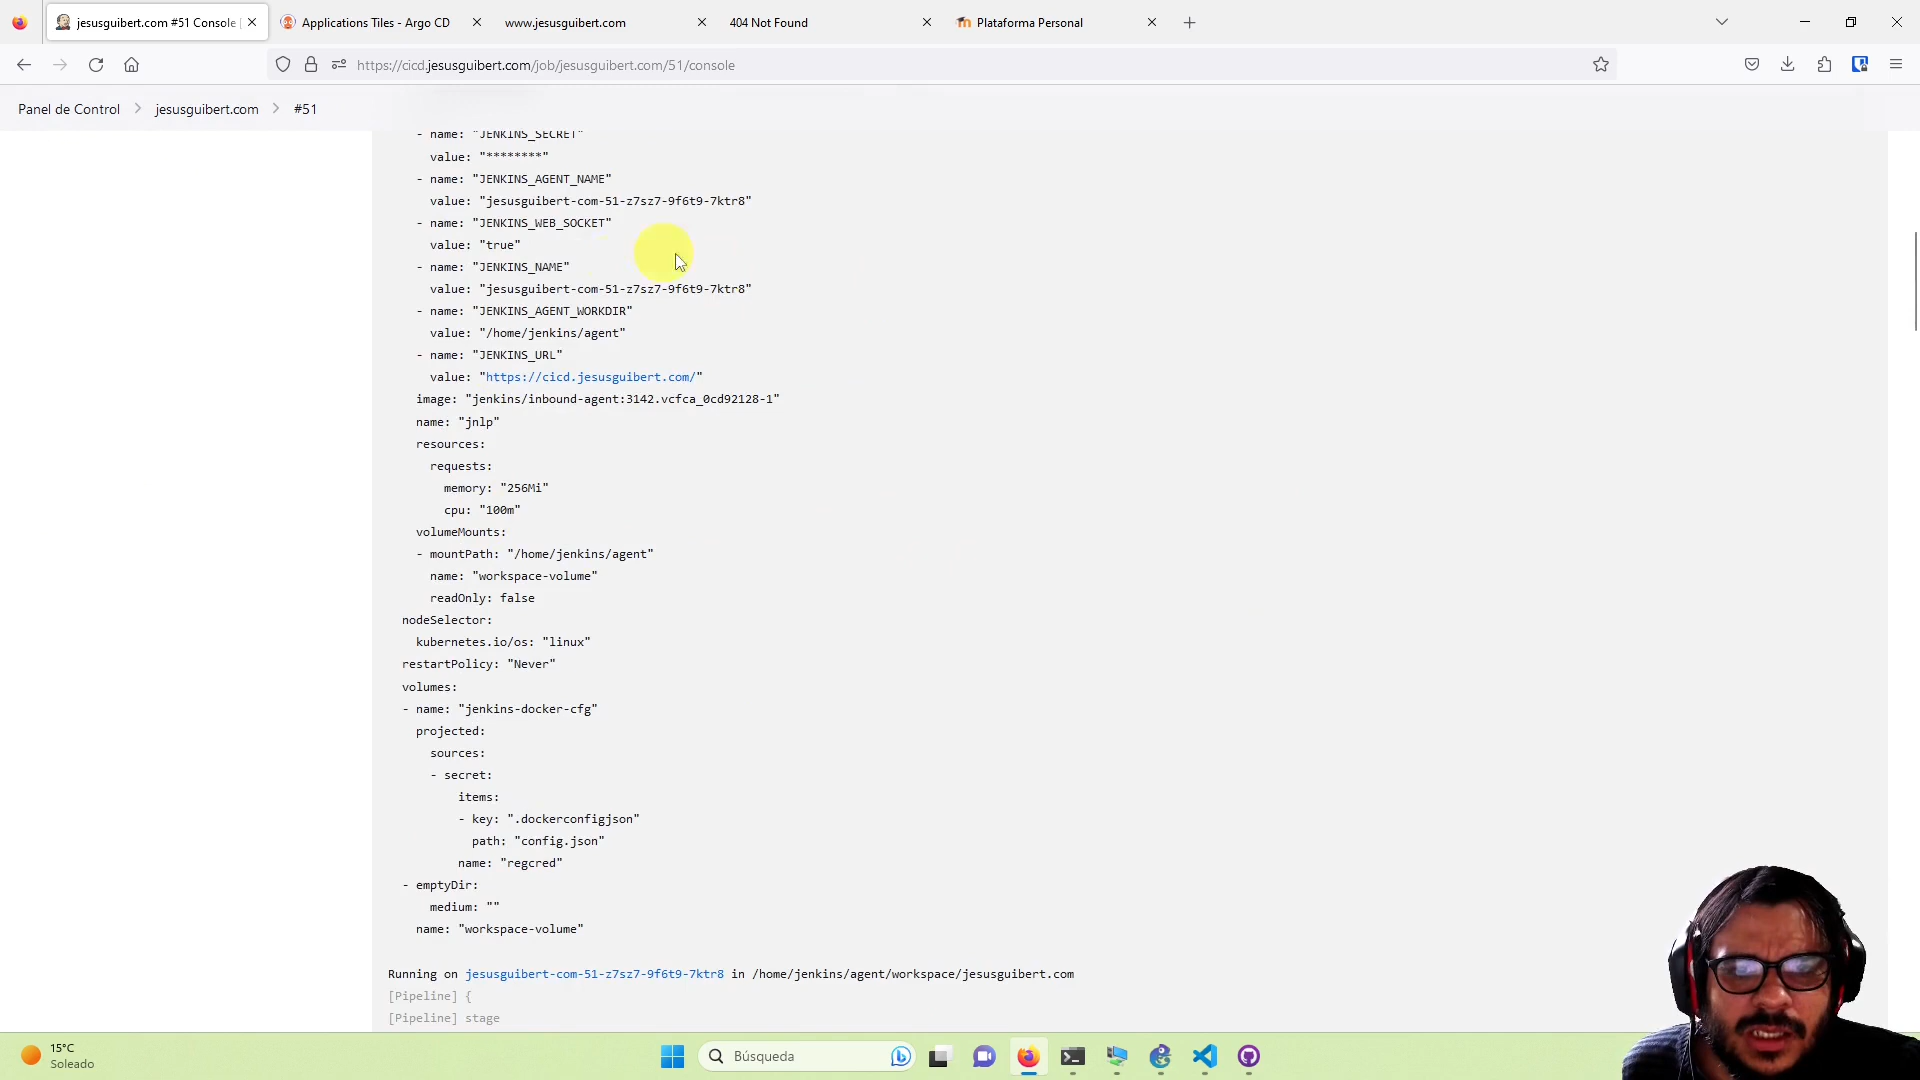 jesusguibert.com #51 Console
Applications Tiles - Argo CD
www.jesusguibert.com
404 Not Found
Plataforma Personal
https://cicd.jesusguibert.com/job/jesusguibert.com/51/console
Panel de Control
jesusguibert.com
#51
- name: "JENKINS_SECRET"
value: "********"
- name: "JENKINS_AGENT_NAME"
value: "jesusguibert-com-51-z7sz7-9f6t9-7ktr8"
- name: "JENKINS_WEB_SOCKET"
value: "true"
- name: "JENKINS_NAME"
value: "jesusguibert-com-51-z7sz7-9f6t9-7ktr8"
- name: "JENKINS_AGENT_WORKDIR"
value: "/home/jenkins/agent"
- name: "JENKINS_URL"
value: "https://cicd.jesusguibert.com/"
image: "jenkins/inbound-agent:3142.vcfca_0cd92128-1"
name: "jnlp"
resources:
requests:
memory: "256Mi"
cpu: "100m"
volumeMounts:
- mountPath: "/home/jenkins/agent"
name: "workspace-volume"
readOnly: false
nodeSelector:
kubernetes.io/os: "linux"
restartPolicy: "Never"
volumes:
- name: "jenkins-docker-cfg"
projected:
sources:
- secret:
items:
- key: ".dockerconfigjson"
path: "config.json"
name: "regcred"
- emptyDir:
medium: ""
name: "workspace-volume"
Running on jesusguibert-com-51-z7sz7-9f6t9-7ktr8 in /home/jenkins/agent/workspace/jesusguibert.com
[Pipeline] {
[Pipeline] stage
15°C
Soleado
Búsqueda